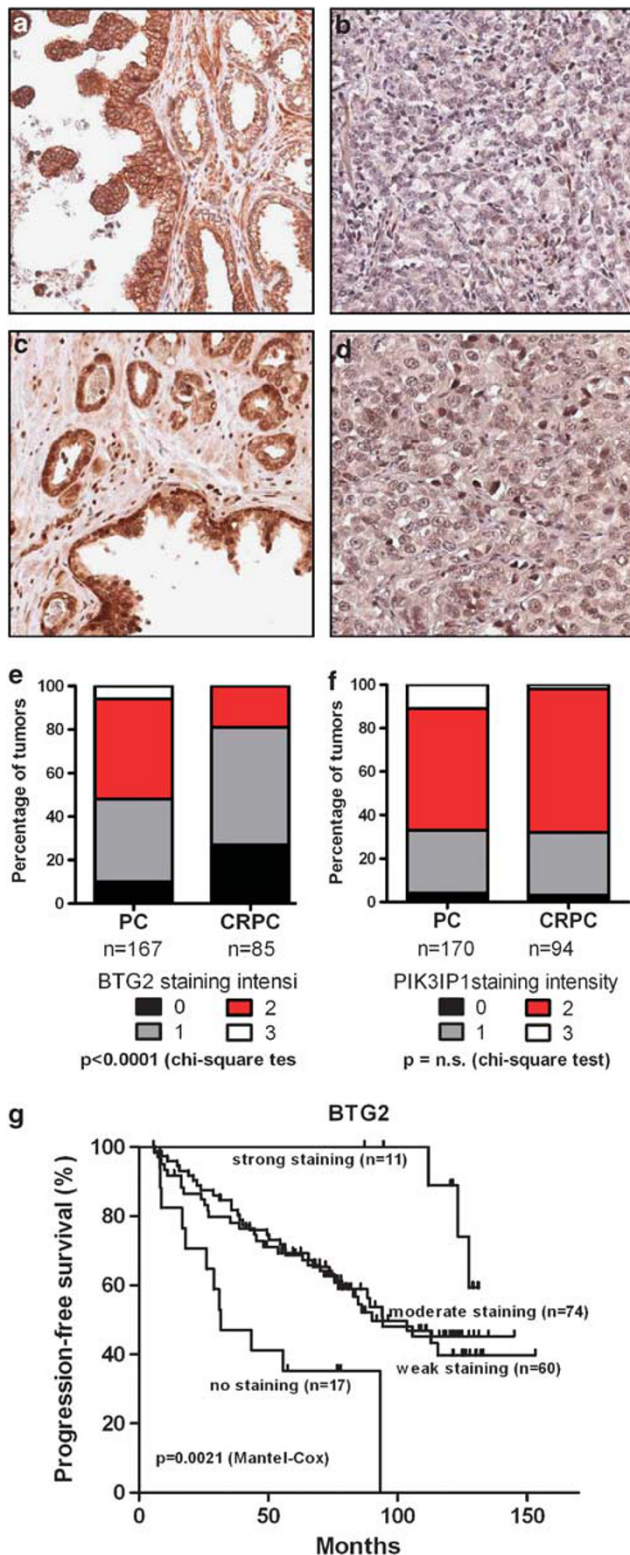 a
b
c
d
e
f
100
80
60
40
20
0
Percentage of tumors
PC
CRPC
n=167
n=85
BTG2 staining intensi
0
2
1
3
p<0.0001 (chi-square tes
100
80
60
40
20
0
Percentage of tumors
PC
CRPC
n=170
n=94
PIK3IP1staining intensity
0
2
1
3
p = n.s. (chi-square test)
g
BTG2
100
80
60
40
20
0
Progression-free survival (%)
strong staining (n=11)
moderate staining (n=74)
weak staining (n=60)
no staining (n=17)
p=0.0021 (Mantel-Cox)
0
50
100
150
Months